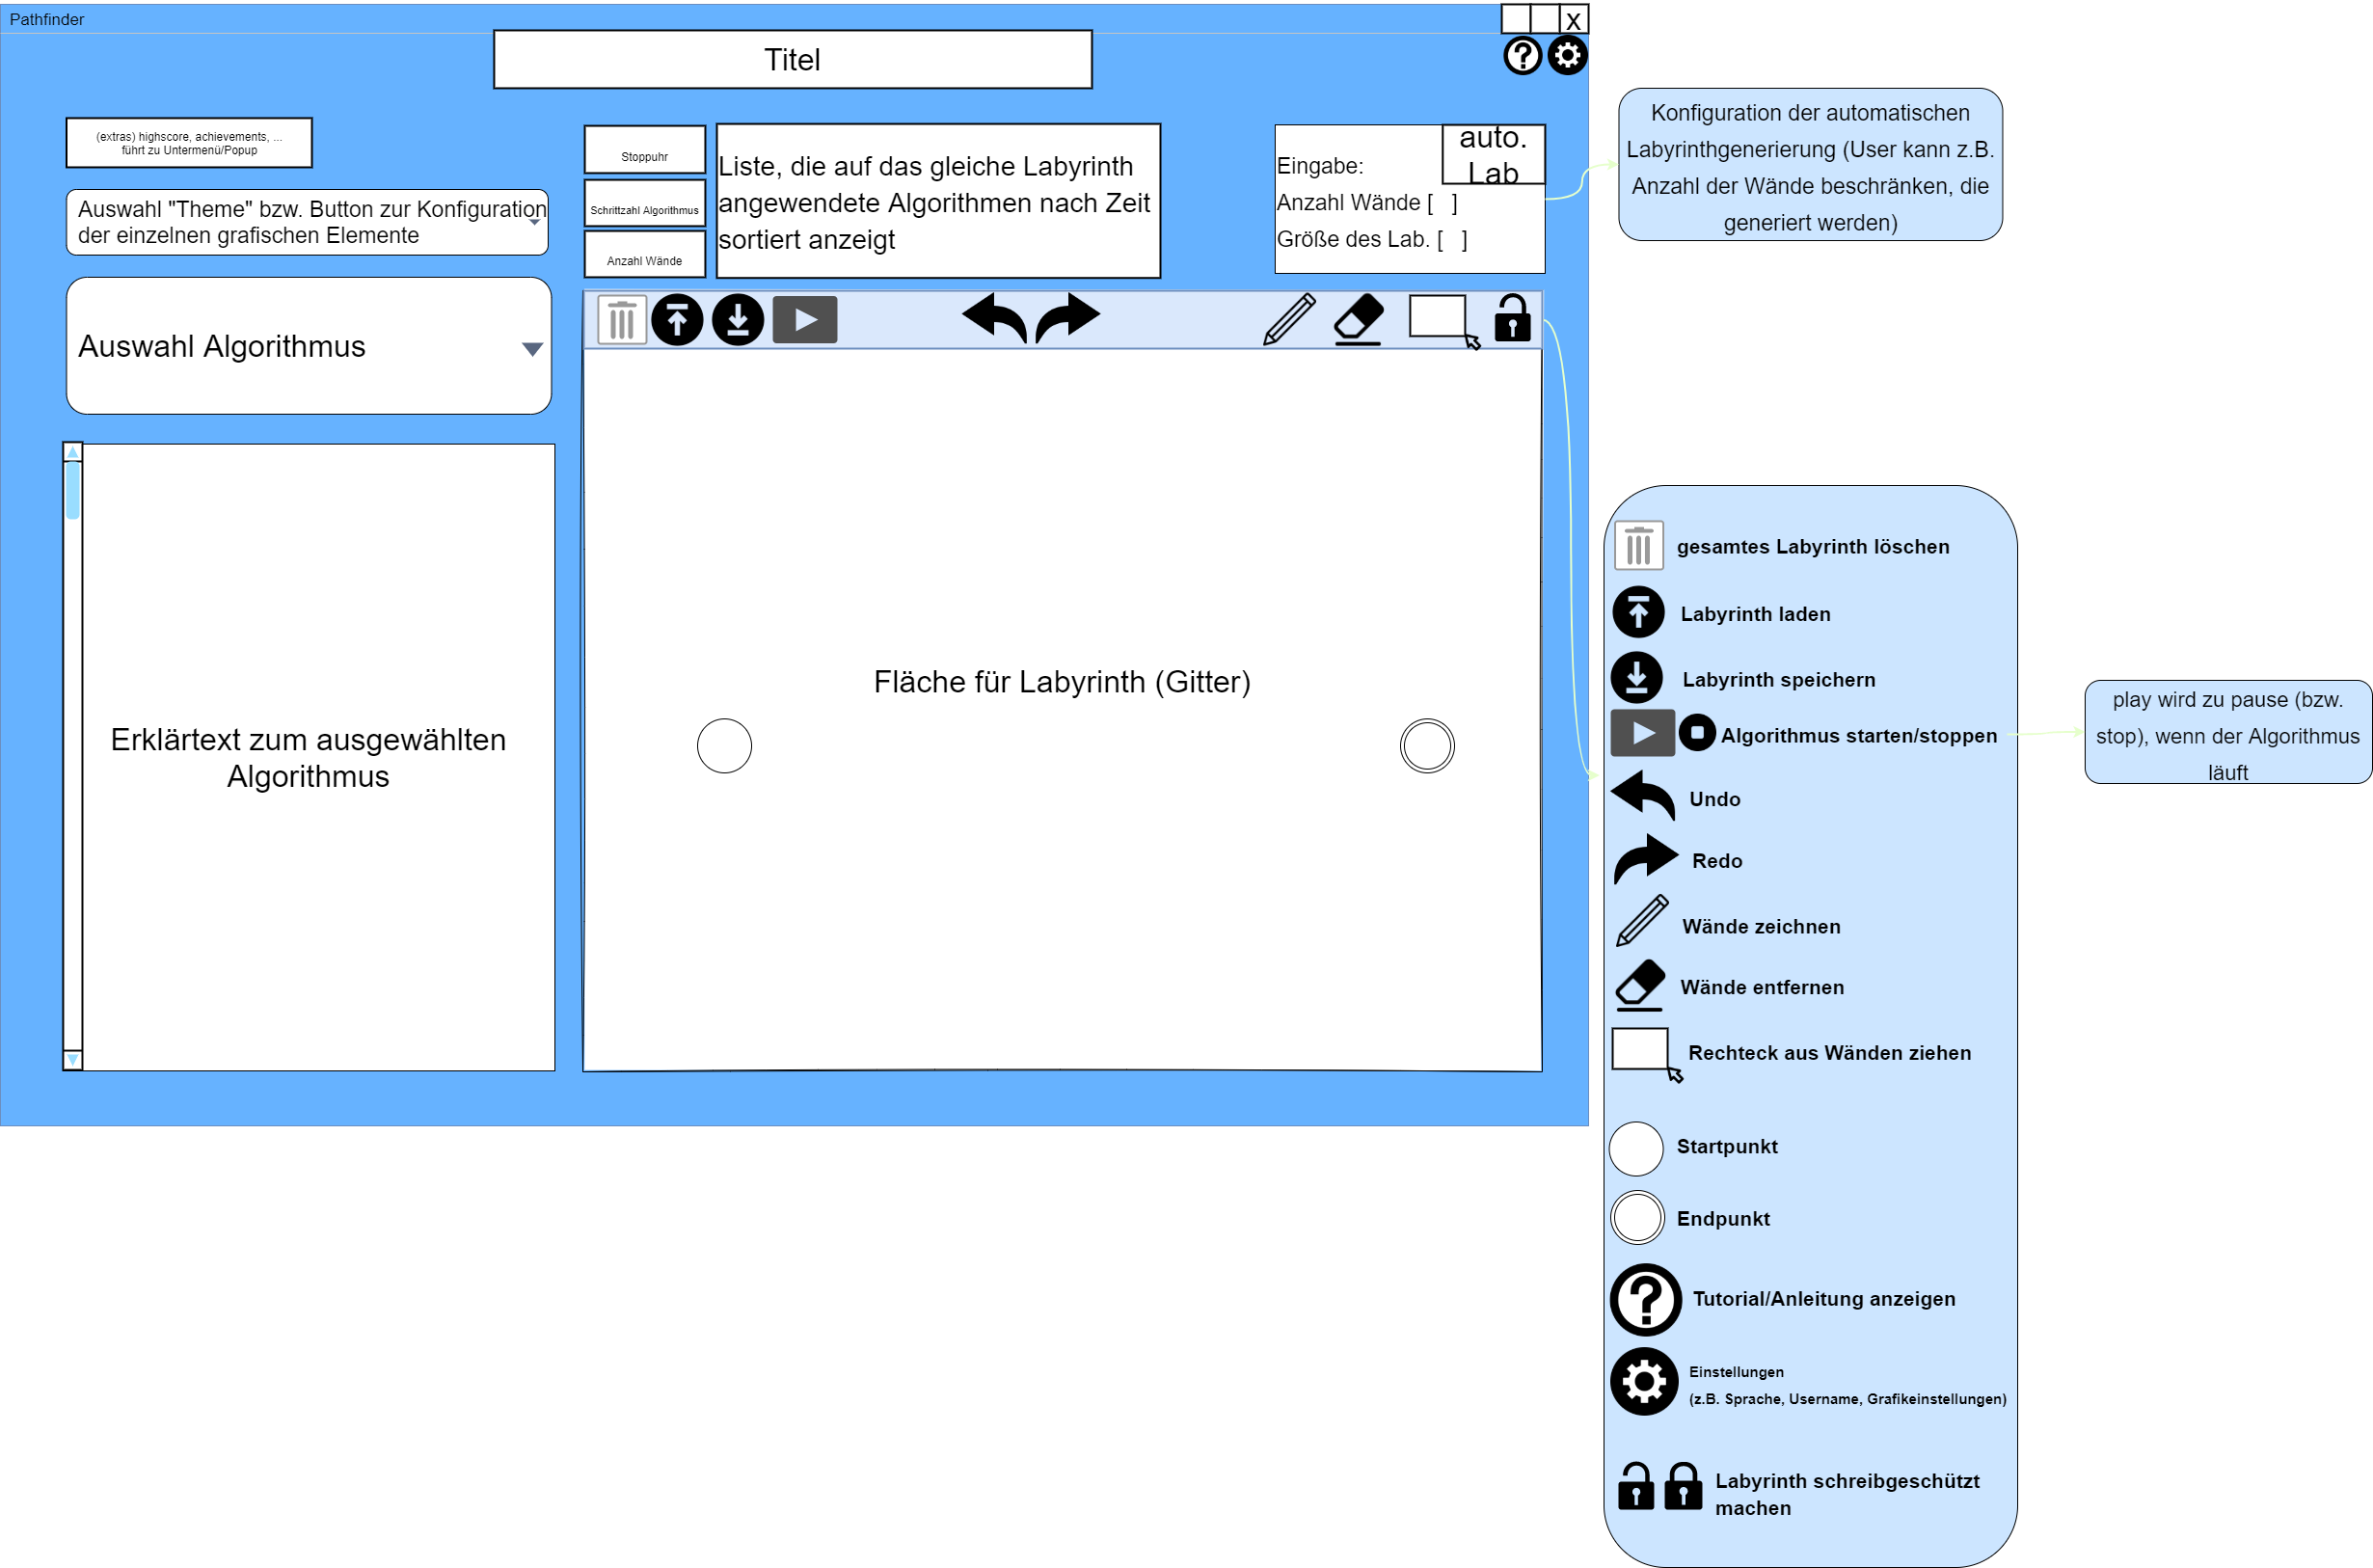 Pathfinder
X
Titel
(extras) highscore, achievements, ...
führt zu Untermenü/Popup
Auswahl "Theme" bzw. Button zur Konfiguration
der einzelnen grafischen Elemente
Auswahl Algorithmus
Erklärtext zum ausgewählten
Algorithmus
Stoppuhr
Schrittzahl Algorithmus
Anzahl Wände
Liste, die auf das gleiche Labyrinth
angewendete Algorithmen nach Zeit
sortiert anzeigt
auto.
Lab
Eingabe:
Anzahl Wände [ ]
Größe des Lab. [ ]
Fläche für Labyrinth (Gitter)
Konfiguration der automatischen
Labyrinthgenerierung (User kann z.B.
Anzahl der Wände beschränken, die
generiert werden)
gesamtes Labyrinth löschen
Labyrinth laden
Labyrinth speichern
Algorithmus starten/stoppen
Undo
Redo
Wände zeichnen
Wände entfernen
Rechteck aus Wänden ziehen
Startpunkt
Endpunkt
Tutorial/Anleitung anzeigen
Einstellungen
(z.B. Sprache, Username, Grafikeinstellungen)
Labyrinth schreibgeschützt
machen
play wird zu pause (bzw.
stop), wenn der Algorithmus
läuft